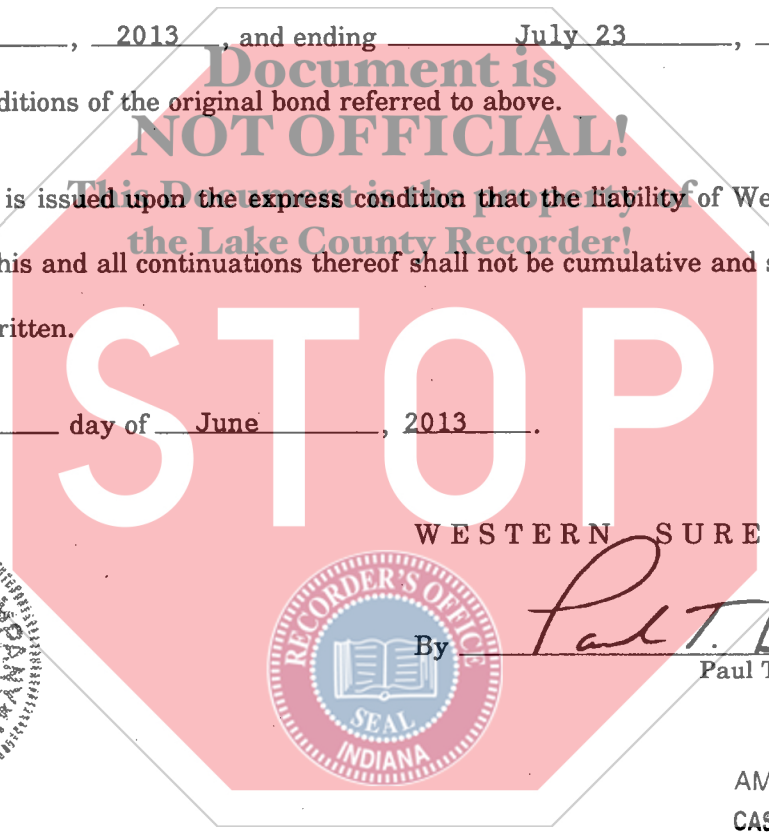 , 2013 , and ending July 23 ,
Document is
ditions of the original bond referred to above.
NOT OFFICIAL!
is issued upon the express condition that the liability of We
This Document is the property of
the Lake County Recorder!
his and all continuations thereof shall not be cumulative and s
ritten.
STOP
day of June , 2013 .
WESTERN SURE
RECORDER'S OFFICE
SEAL
INDIANA
By Paul T.
Paul T
AM
CAS